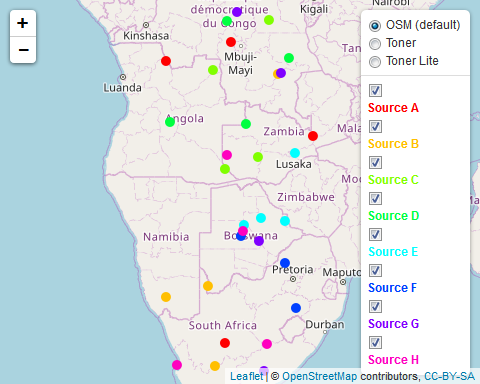 démocratique
du Congo
Kigali
Nairobi
Kinshasa
Mbuji-
Mayi
Luanda
Angola
Zambia
Lusaka
Zimbabwe
Namibia
Botswana
Pretoria
Maputo
South Africa
Durban
+
−
OSM (default)
Toner
Toner Lite
Source A
Source B
Source C
Source D
Source E
Source F
Source G
Source H
Leaflet | © OpenStreetMap contributors, CC-BY-SA